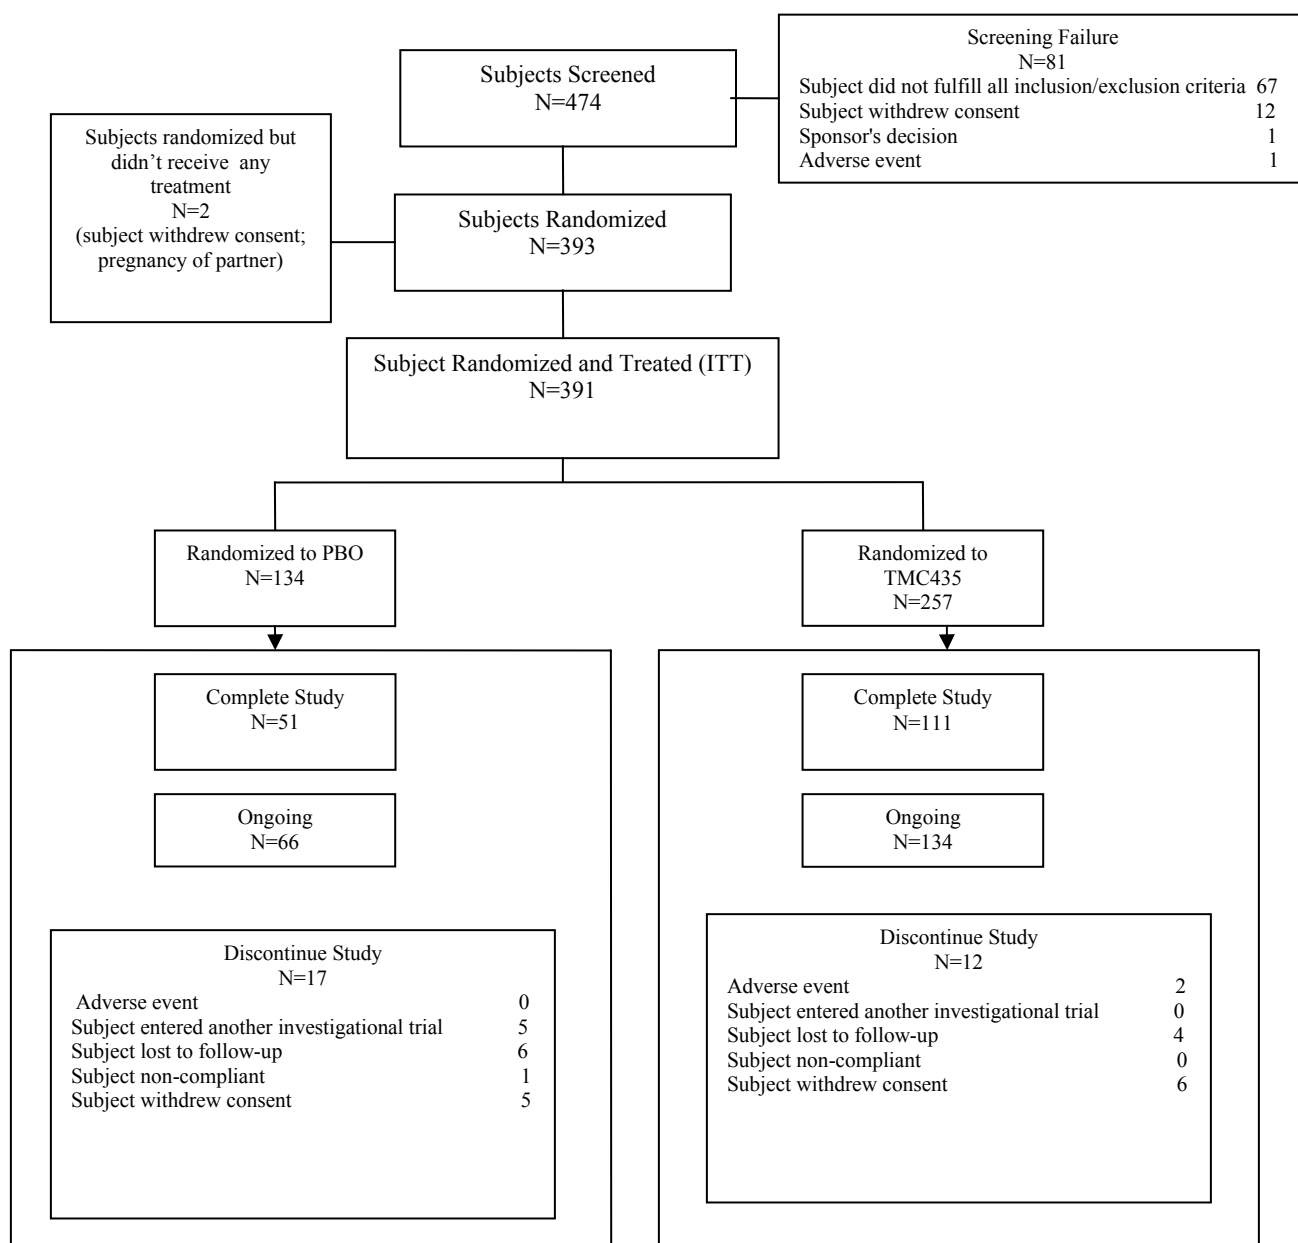 Subjects Screened
N=474
Screening Failure
N=81
Subject did not fulfill all inclusion/exclusion criteria 67
Subject withdrew consent 12
Sponsor's decision 1
Adverse event 1
Subjects randomized but
didn’t receive any
treatment
N=2
(subject withdrew consent;
pregnancy of partner)
Subjects Randomized
N=393
Subject Randomized and Treated (ITT)
N=391
Randomized to PBO
N=134
Randomized to
TMC435
N=257
Complete Study
N=51
Ongoing
N=66
Discontinue Study
N=17
Adverse event 0
Subject entered another investigational trial 5
Subject lost to follow-up 6
Subject non-compliant 1
Subject withdrew consent 5
Complete Study
N=111
Ongoing
N=134
Discontinue Study
N=12
Adverse event 2
Subject entered another investigational trial 0
Subject lost to follow-up 4
Subject non-compliant 0
Subject withdrew consent 6